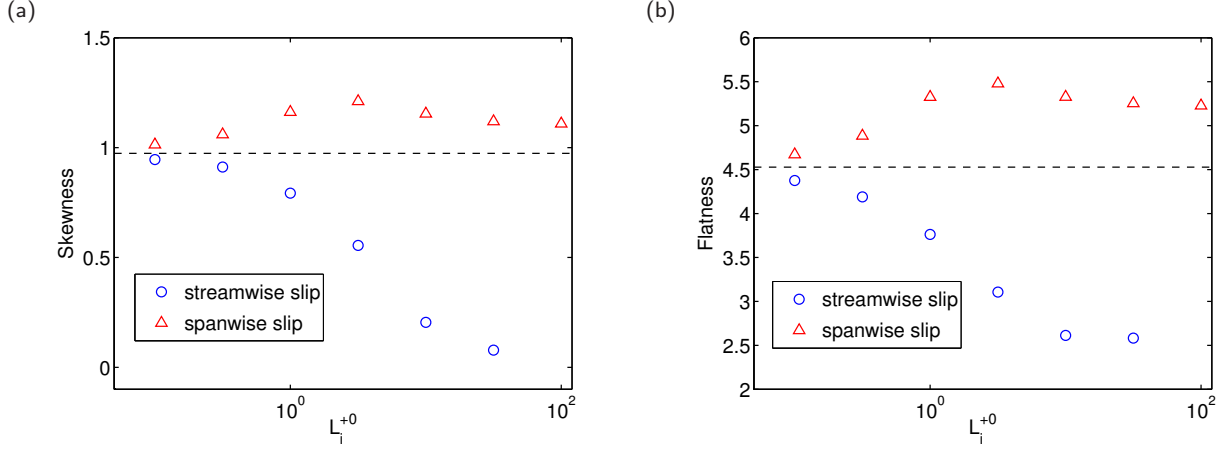 (a)
1.5
1
0.5
0
Skewness
streamwise slip
spanwise slip
10^0
10^2
L_i^{+0}
(b)
6
5.5
5
4.5
4
3.5
3
2.5
2
Flatness
streamwise slip
spanwise slip
10^0
10^2
L_i^{+0}